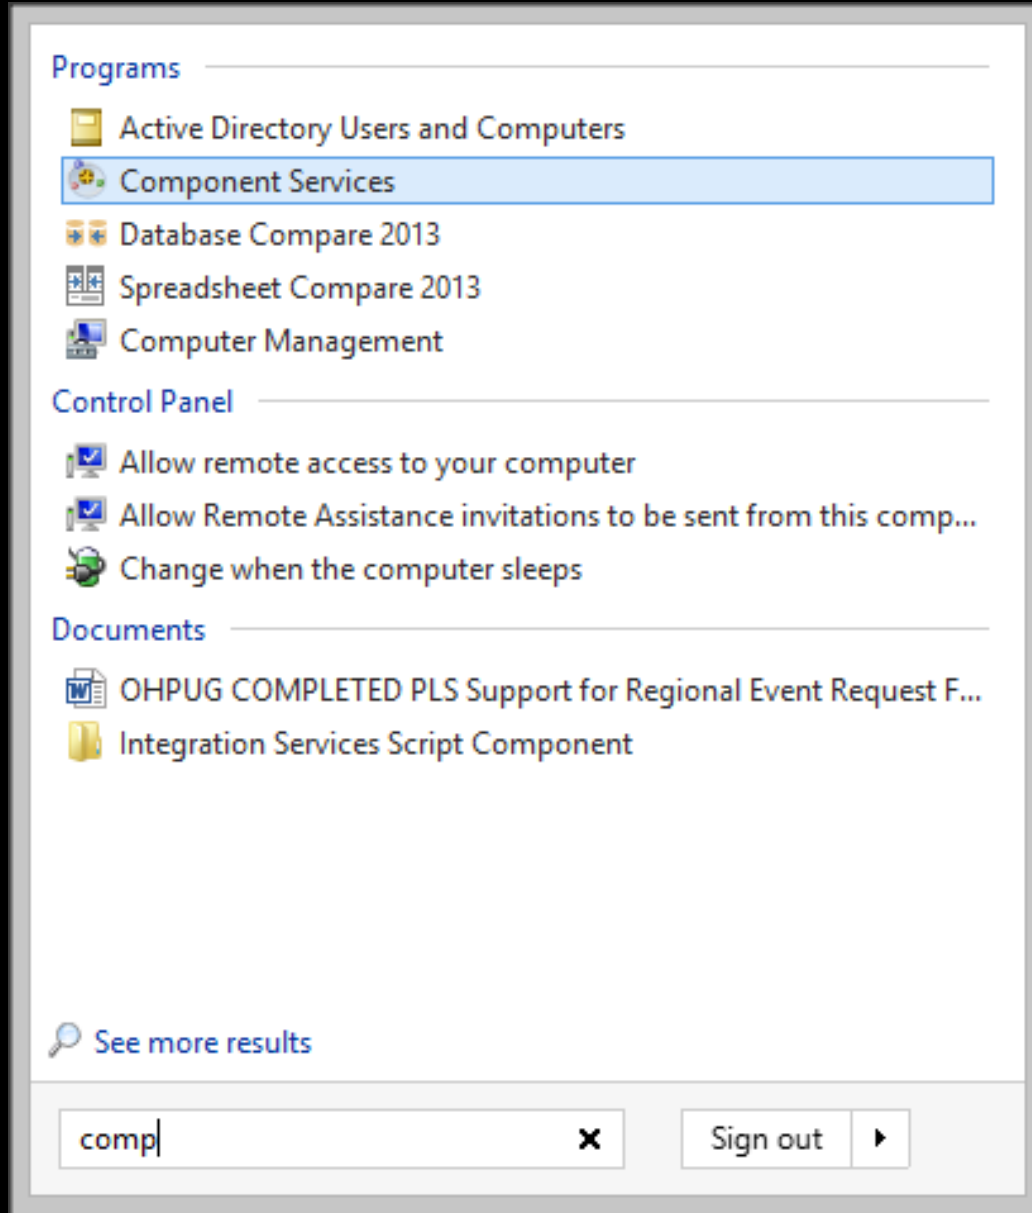 Programs
Active Directory Users and Computers
Component Services
Database Compare 2013
Spreadsheet Compare 2013
Computer Management
Control Panel
Allow remote access to your computer
Allow Remote Assistance invitations to be sent from this comp...
Change when the computer sleeps
Documents
OHPUG COMPLETED PLS Support for Regional Event Request F...
Integration Services Script Component
See more results
comp
Sign out